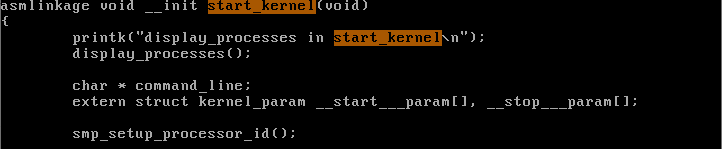 asmlinkage void __init start_kernel(void)
{
        printk("display_processes in start_kernel\n");
        display_processes();

        char * command_line;
        extern struct kernel_param __start___param[], __stop___param[];

        smp_setup_processor_id();